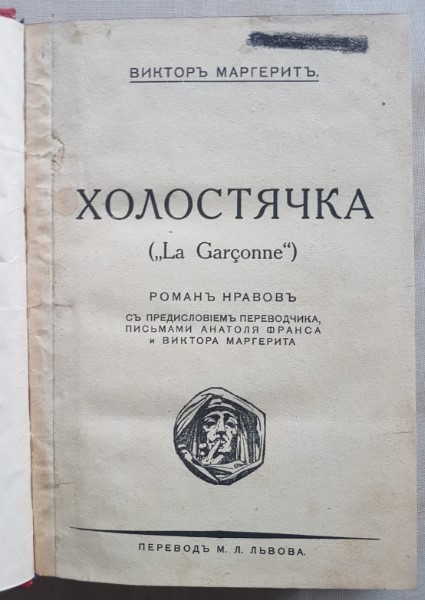 ВИКТОРЪ МАРГЕРИТЪ.
ХОЛОСТЯЧКА
(„La Garçonne“)
РОМАНЪ НРАВОВЪ
СЪ ПРЕДИСЛОВІЕМЪ ПЕРЕВОДЧИКА,
ПИСЬМАМИ АНАТОЛЯ ФРАНСА
и ВИКТОРА МАРГЕРИТА
ПЕРЕВОДЪ М. Л. ЛЬВОВА.